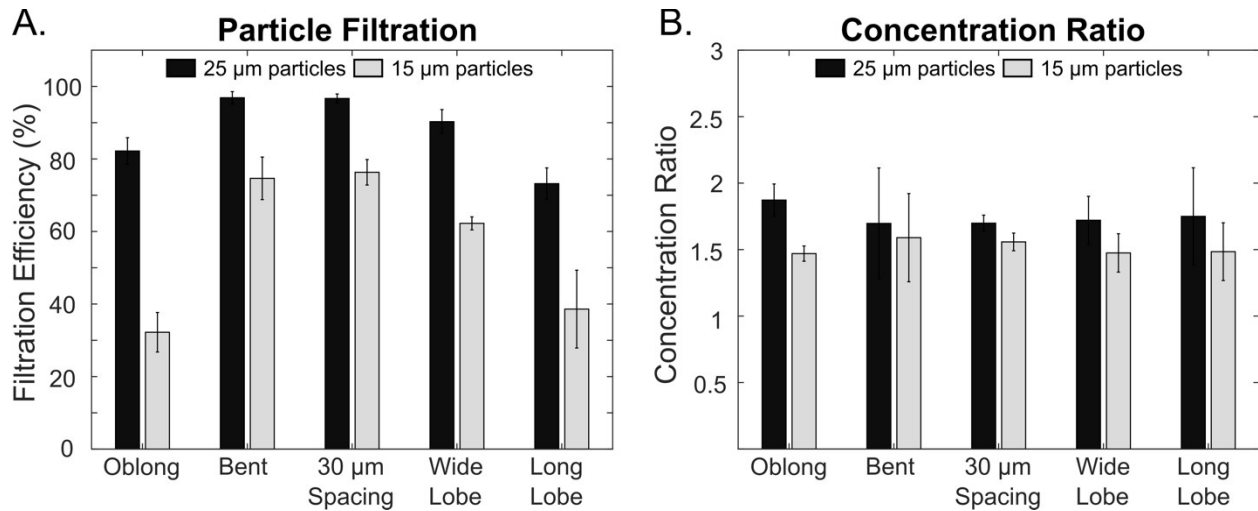 A.
Particle Filtration
25 µm particles
15 µm particles
Filtration Efficiency (%)
100
80
60
40
20
0
Oblong
Bent
30 µm
Spacing
Wide
Lobe
Long
Lobe
B.
Concentration Ratio
25 µm particles
15 µm particles
Concentration Ratio
3
2.5
2
1.5
1
0.5
Oblong
Bent
30 µm
Spacing
Wide
Lobe
Long
Lobe